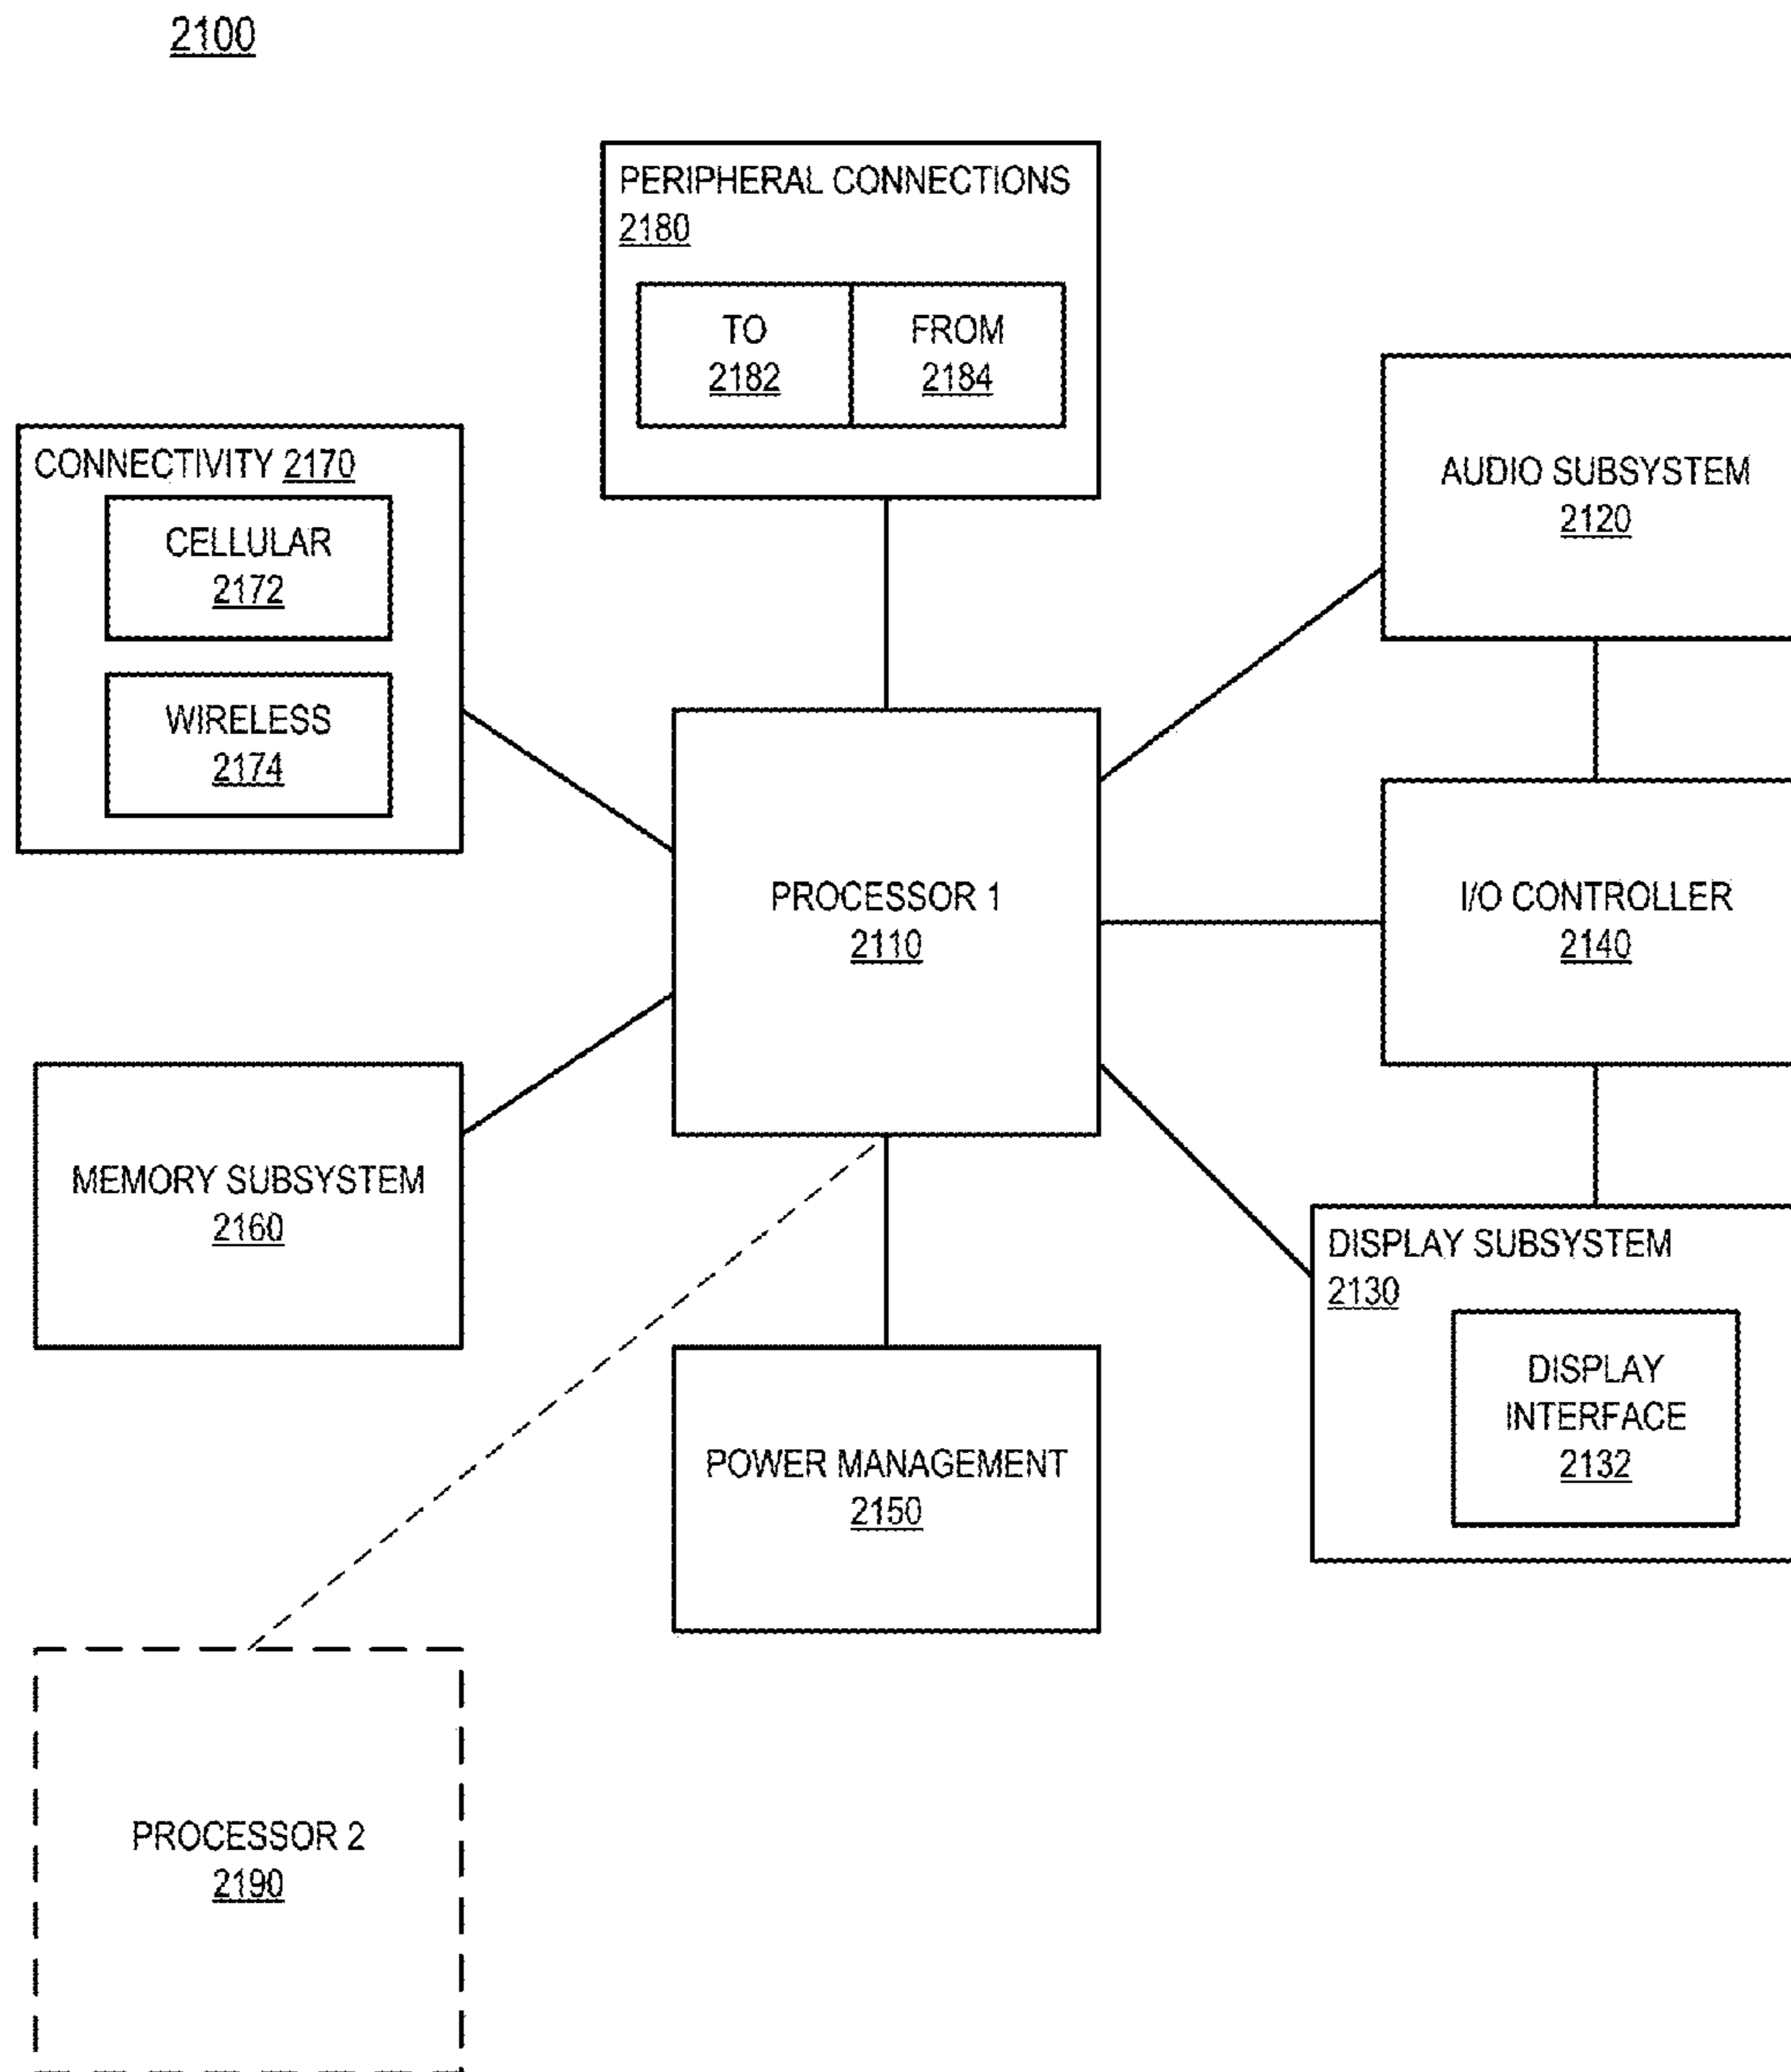 2100
PERIPHERAL CONNECTIONS
2180
TO
2182
FROM
2184
CONNECTIVITY 2170
CELLULAR
2172
WIRELESS
2174
AUDIO SUBSYSTEM
2120
PROCESSOR 1
2110
I/O CONTROLLER
2140
MEMORY SUBSYSTEM
2160
DISPLAY SUBSYSTEM
2130
DISPLAY
INTERFACE
2132
POWER MANAGEMENT
2150
PROCESSOR 2
2190